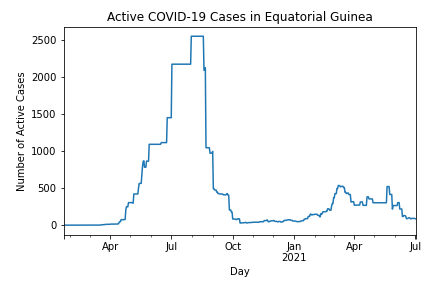 Active COVID-19 Cases in Equatorial Guinea
Number of Active Cases
2500
2000
1500
1000
500
0
Apr
Jul
Oct
Jan
2021
Apr
Jul
Day